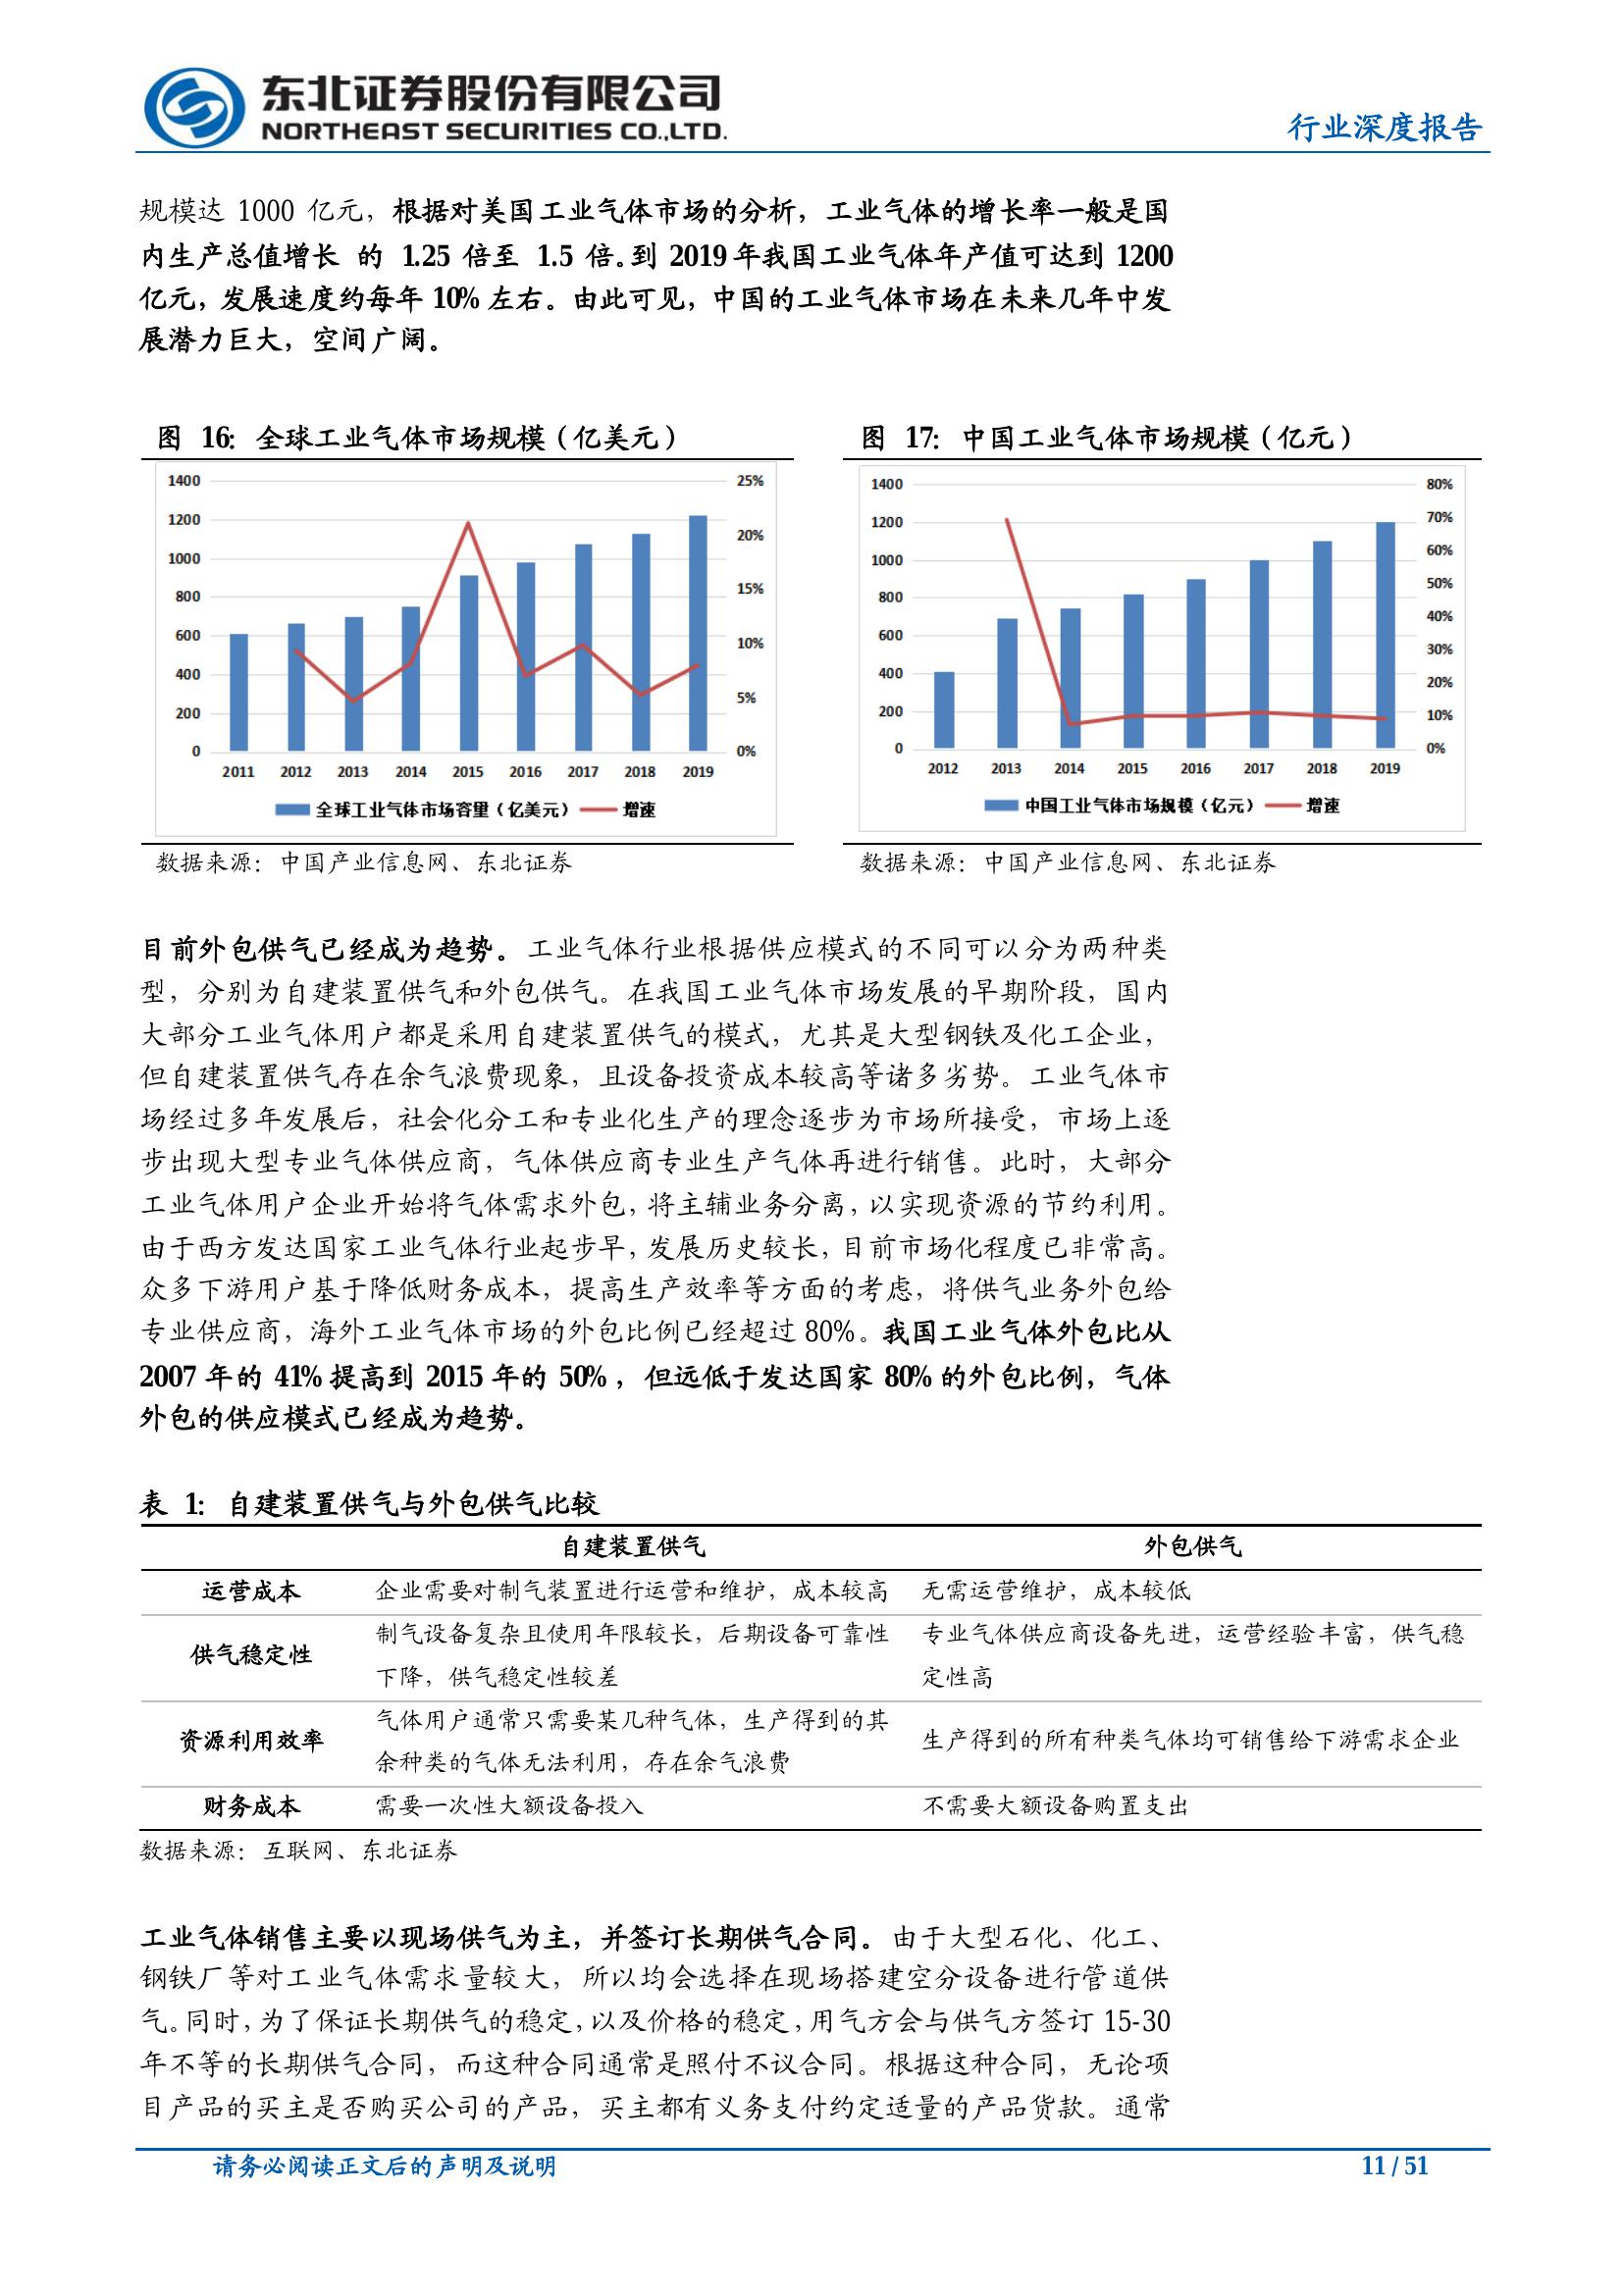 东北证券股份有限公司
NORTHEAST SECURITIES CO.,LTD.
行业深度报告
规模达 1000 亿元，根据对美国工业气体市场的分析，工业气体的增长率一般是国
内生产总值增长 的 1.25 倍至 1.5 倍。到 2019 年我国工业气体年产值可达到 1200
亿元，发展速度约每年 10% 左右。由此可见，中国的工业气体市场在未来几年中发
展潜力巨大，空间广阔。
图 16：全球工业气体市场规模（亿美元）
1400
1200
1000
800
600
400
200
0
25%
20%
15%
10%
5%
0%
2011 2012 2013 2014 2015 2016 2017 2018 2019
全球工业气体市场容量（亿美元） 增速
数据来源：中国产业信息网、东北证券
图 17：中国工业气体市场规模（亿元）
1400
1200
1000
800
600
400
200
0
80%
70%
60%
50%
40%
30%
20%
10%
0%
2012 2013 2014 2015 2016 2017 2018 2019
中国工业气体市场规模（亿元） 增速
数据来源：中国产业信息网、东北证券
目前外包供气已经成为趋势。工业气体行业根据供应模式的不同可以分为两种类
型，分别为自建装置供气和外包供气。在我国工业气体市场发展的早期阶段，国内
大部分工业气体用户都是采用自建装置供气的模式，尤其是大型钢铁及化工企业，
但自建装置供气存在余气浪费现象，且设备投资成本较高等诸多劣势。工业气体市
场经过多年发展后，社会化分工和专业化生产的理念逐步为市场所接受，市场上逐
步出现大型专业气体供应商，气体供应商专业生产气体再进行销售。此时，大部分
工业气体用户企业开始将气体需求外包，将主辅业务分离，以实现资源的节约利用。
由于西方发达国家工业气体行业起步早，发展历史较长，目前市场化程度已非常高。
众多下游用户基于降低财务成本，提高生产效率等方面的考虑，将供气业务外包给
专业供应商，海外工业气体市场的外包比例已经超过 80%。我国工业气体外包比从
2007 年的 41% 提高到 2015 年的 50% ，但远低于发达国家 80% 的外包比例，气体
外包的供应模式已经成为趋势。
表 1：自建装置供气与外包供气比较
自建装置供气 外包供气
运营成本 企业需要对制气装置进行运营和维护，成本较高 无需运营维护，成本较低
供气稳定性 制气设备复杂且使用年限较长，后期设备可靠性
下降，供气稳定性较差
专业气体供应商设备先进，运营经验丰富，供气稳
定性高
资源利用效率 气体用户通常只需要某几种气体，生产得到的其
余种类的气体无法利用，存在余气浪费
生产得到的所有种类气体均可销售给下游需求企业
财务成本 需要一次性大额设备投入 不需要大额设备购置支出
数据来源：互联网、东北证券
工业气体销售主要以现场供气为主，并签订长期供气合同。由于大型石化、化工、
钢铁厂等对工业气体需求量较大，所以均会选择在现场搭建空分设备进行管道供
气。同时，为了保证长期供气的稳定，以及价格的稳定，用气方会与供气方签订 15-30
年不等的长期供气合同，而这种合同通常是照付不议合同。根据这种合同，无论项
目产品的买主是否购买公司的产品，买主都有义务支付约定适量的产品货款。通常
请务必阅读正文后的声明及说明
11 / 51